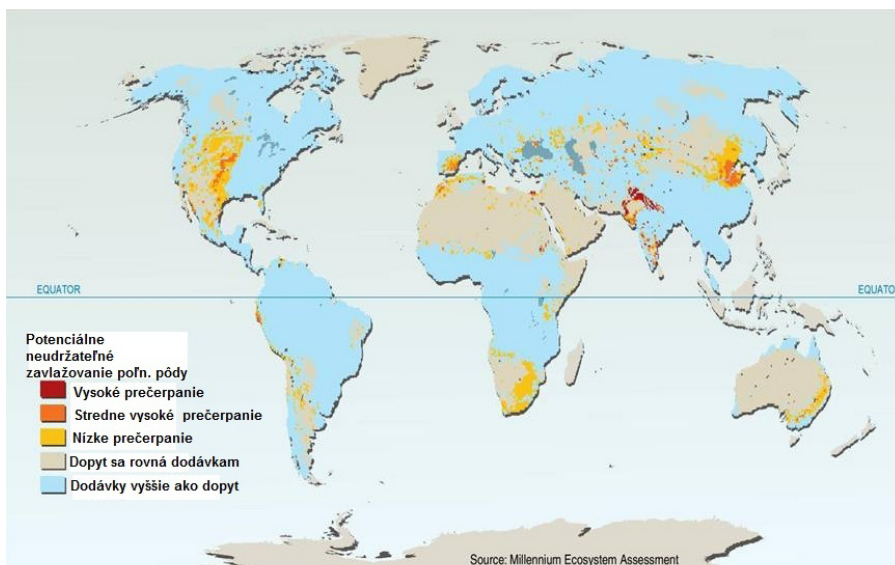 EQUATOR
EQUATO
Potenciálne
neudržateľné
zavlažovanie poľn. pôdy
Vysoké prečerpanie
Stredne vysoké prečerpanie
Nízke prečerpanie
Dopyt sa rovná dodávkam
Dodávky vyššie ako dopyt
Source: Millennium Ecosystem Assessment